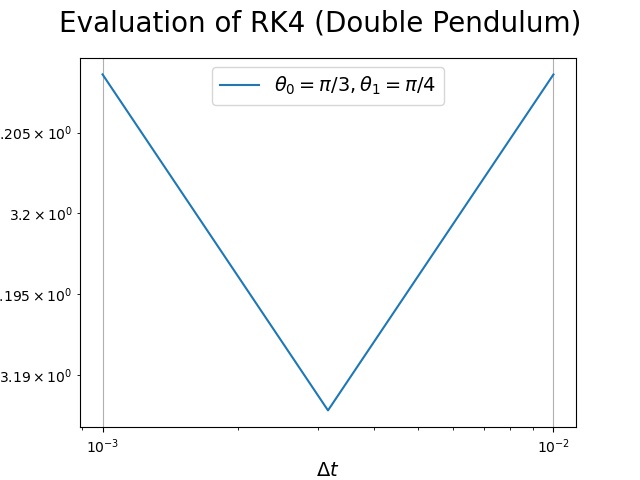 Evaluation of RK4 (Double Pendulum)
θ₀ = π/3, θ₁ = π/4
.205 × 10⁰
3.2 × 10⁰
.195 × 10⁰
3.19 × 10⁰
10⁻³ 10⁻²
Δt